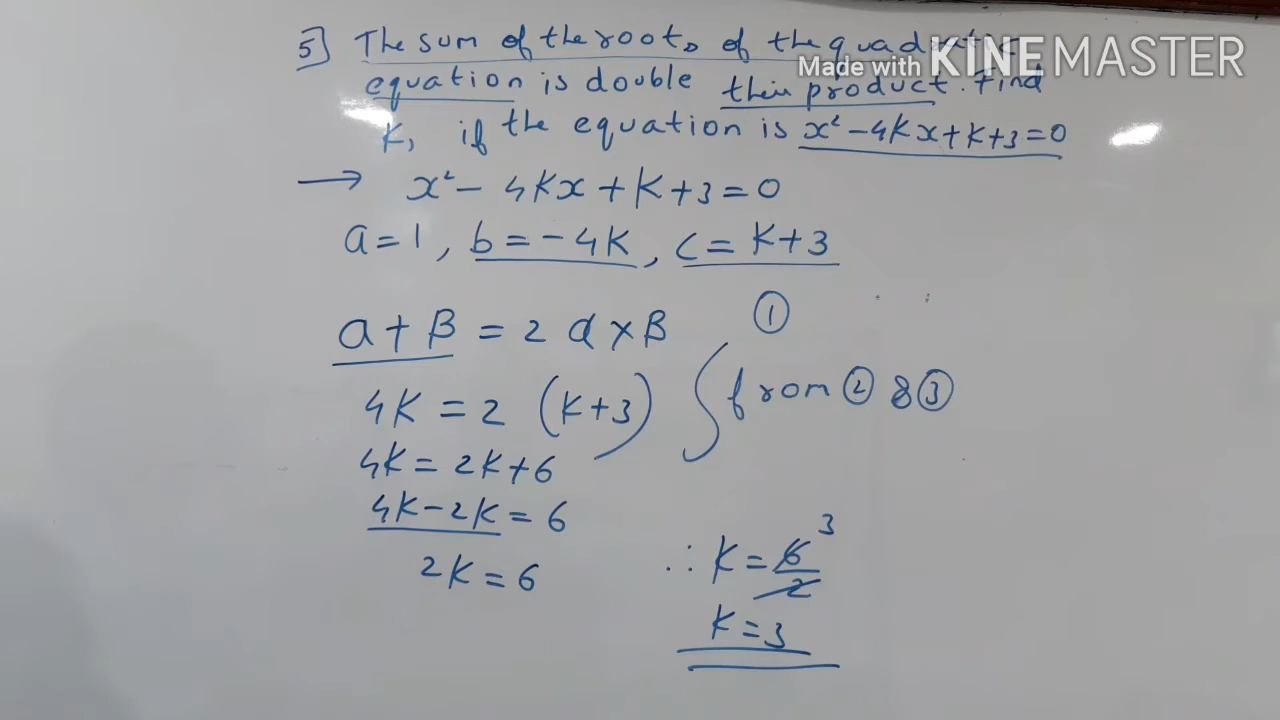 5] The sum of the roots of the quadratic
Made with KINEMASTER
equation is double their product. Find
K, if the equation is x² - 4Kx + K + 3 = 0
→ x² - 4Kx + K + 3 = 0
a = 1, b = -4K, c = K + 3
α + β = 2 α × β ①
4K = 2 (K + 3) } from ② & ③
4K = 2K + 6
4K - 2K = 6
2K = 6
∴ K = 6/2 3
K = 3